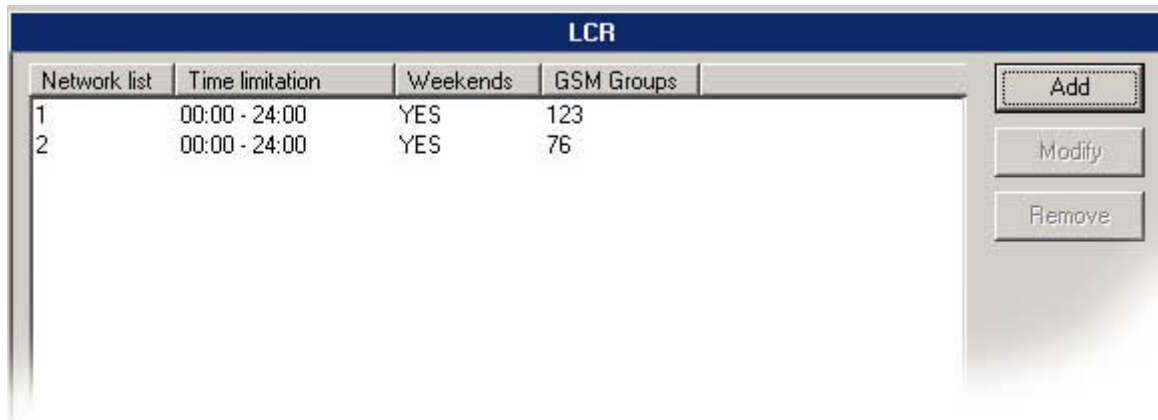 LCR
Network list Time limitation Weekends GSM Groups
1 00:00 - 24:00 YES 123
2 00:00 - 24:00 YES 76
Add
Modify
Remove